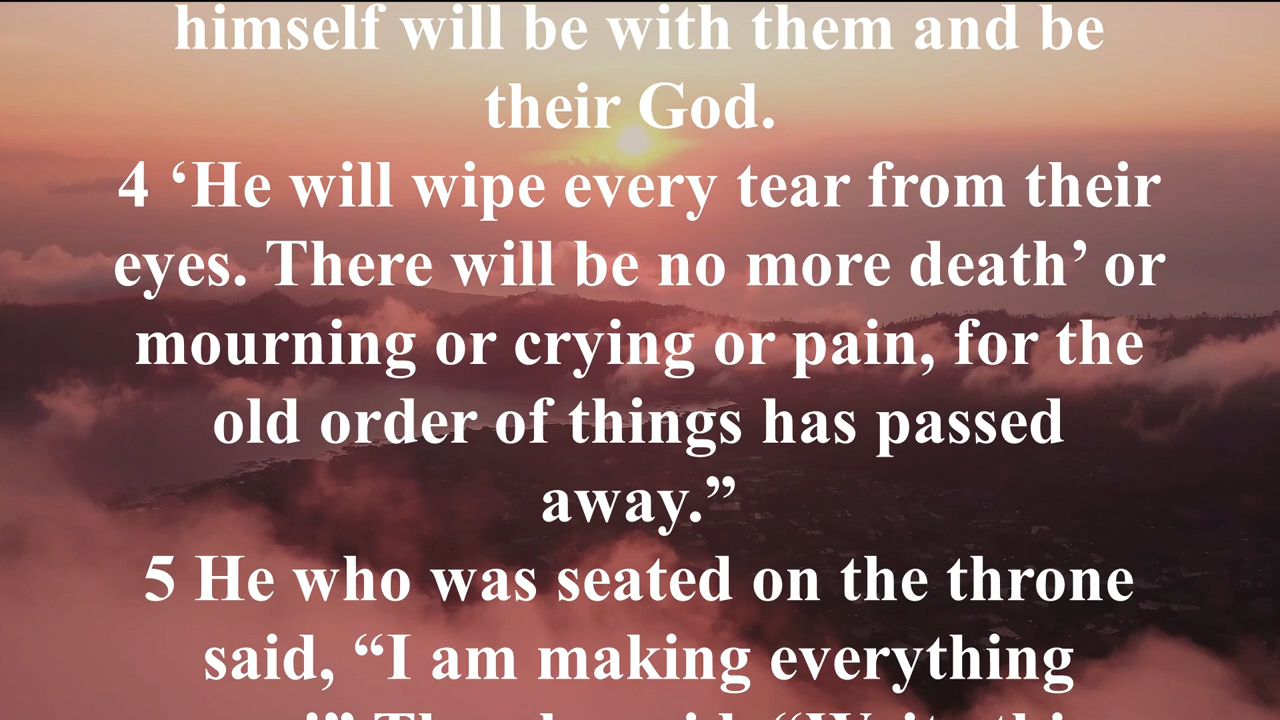 himself will be with them and be
their God.
4 ‘He will wipe every tear from their
eyes. There will be no more death’ or
mourning or crying or pain, for the
old order of things has passed
away.”
5 He who was seated on the throne
said, “I am making everything